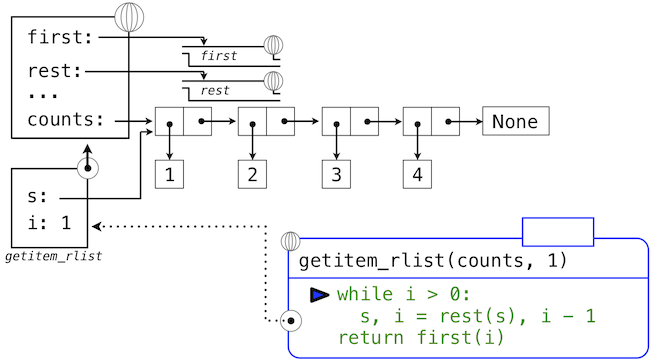 first:
first
rest:
rest
...
counts:
None
1 2 3 4
s:
i: 1
getitem_rlist
getitem_rlist(counts, 1)
while i > 0:
s, i = rest(s), i - 1
return first(i)